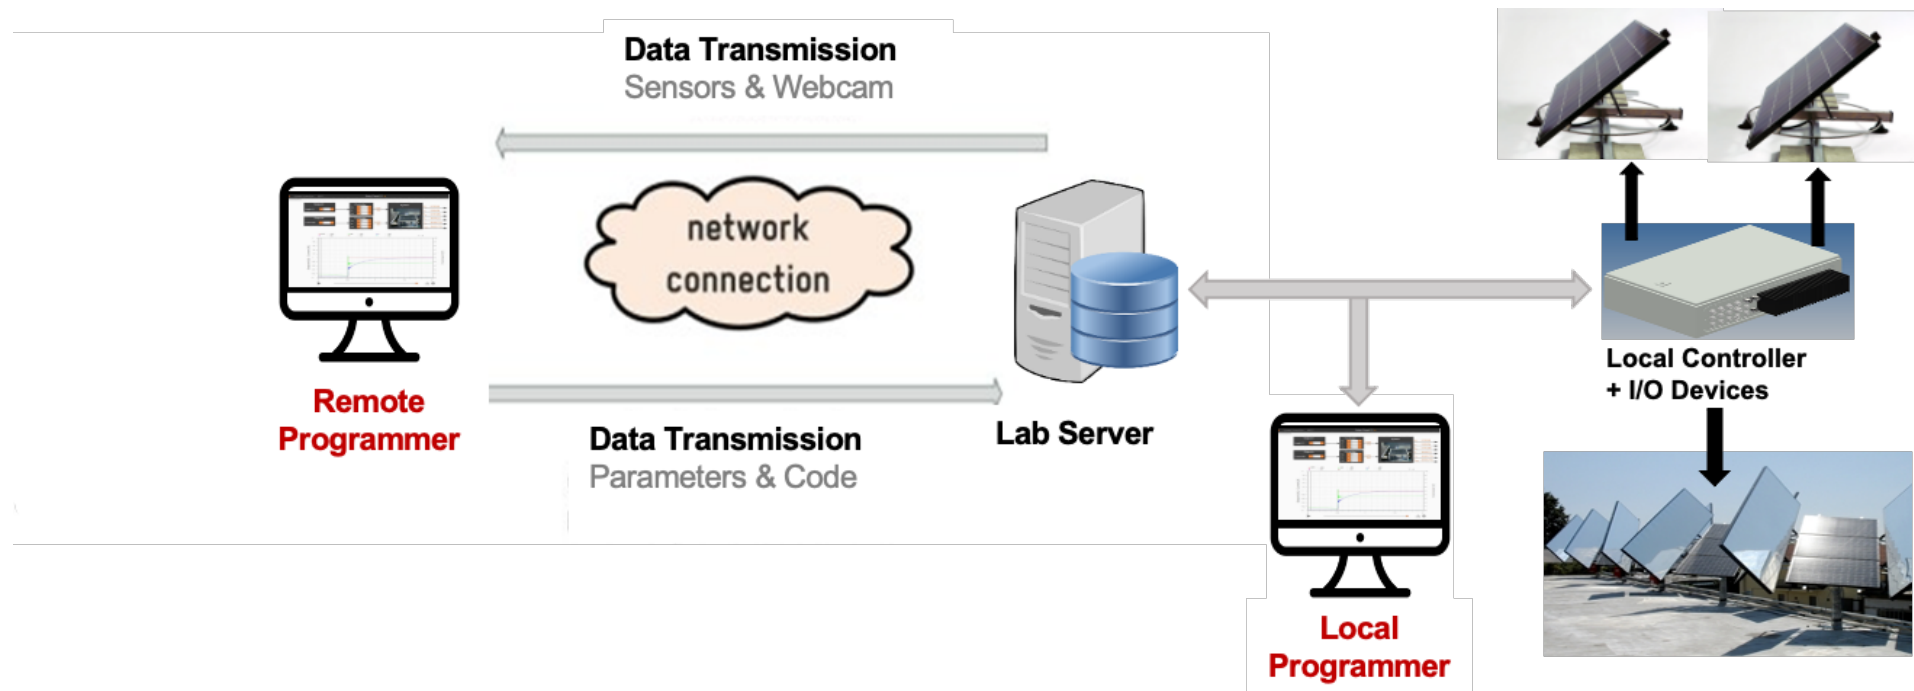 Data Transmission
Sensors & Webcam
network
connection
Remote
Programmer
Data Transmission
Parameters & Code
Lab Server
Local Controller
+ I/O Devices
Local
Programmer